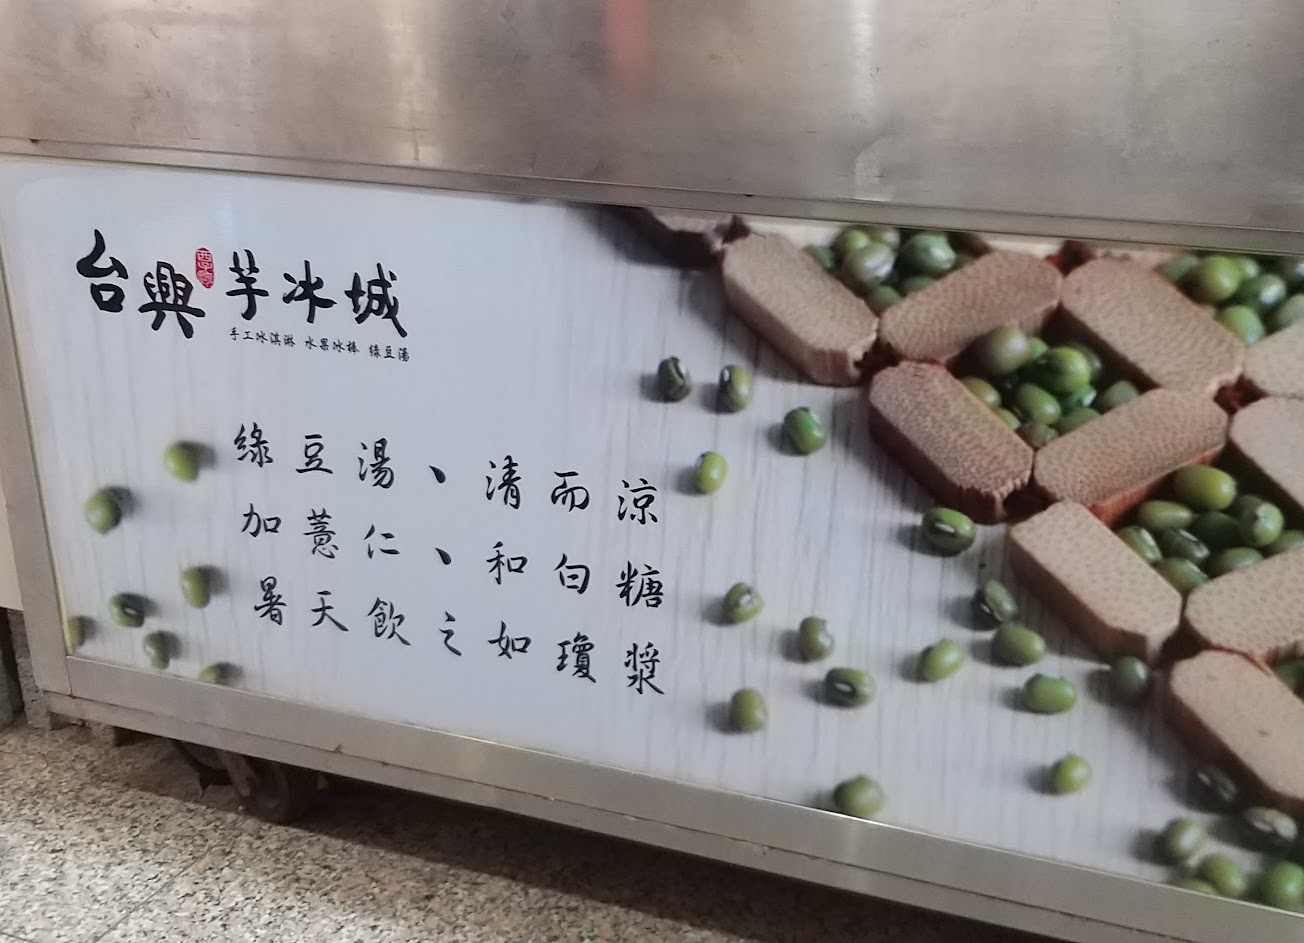 台興芋冰城
手工冰淇淋 水果冰棒 綠豆湯
綠豆湯、清而涼
加薏仁、和白糖
暑天飲之如瓊漿